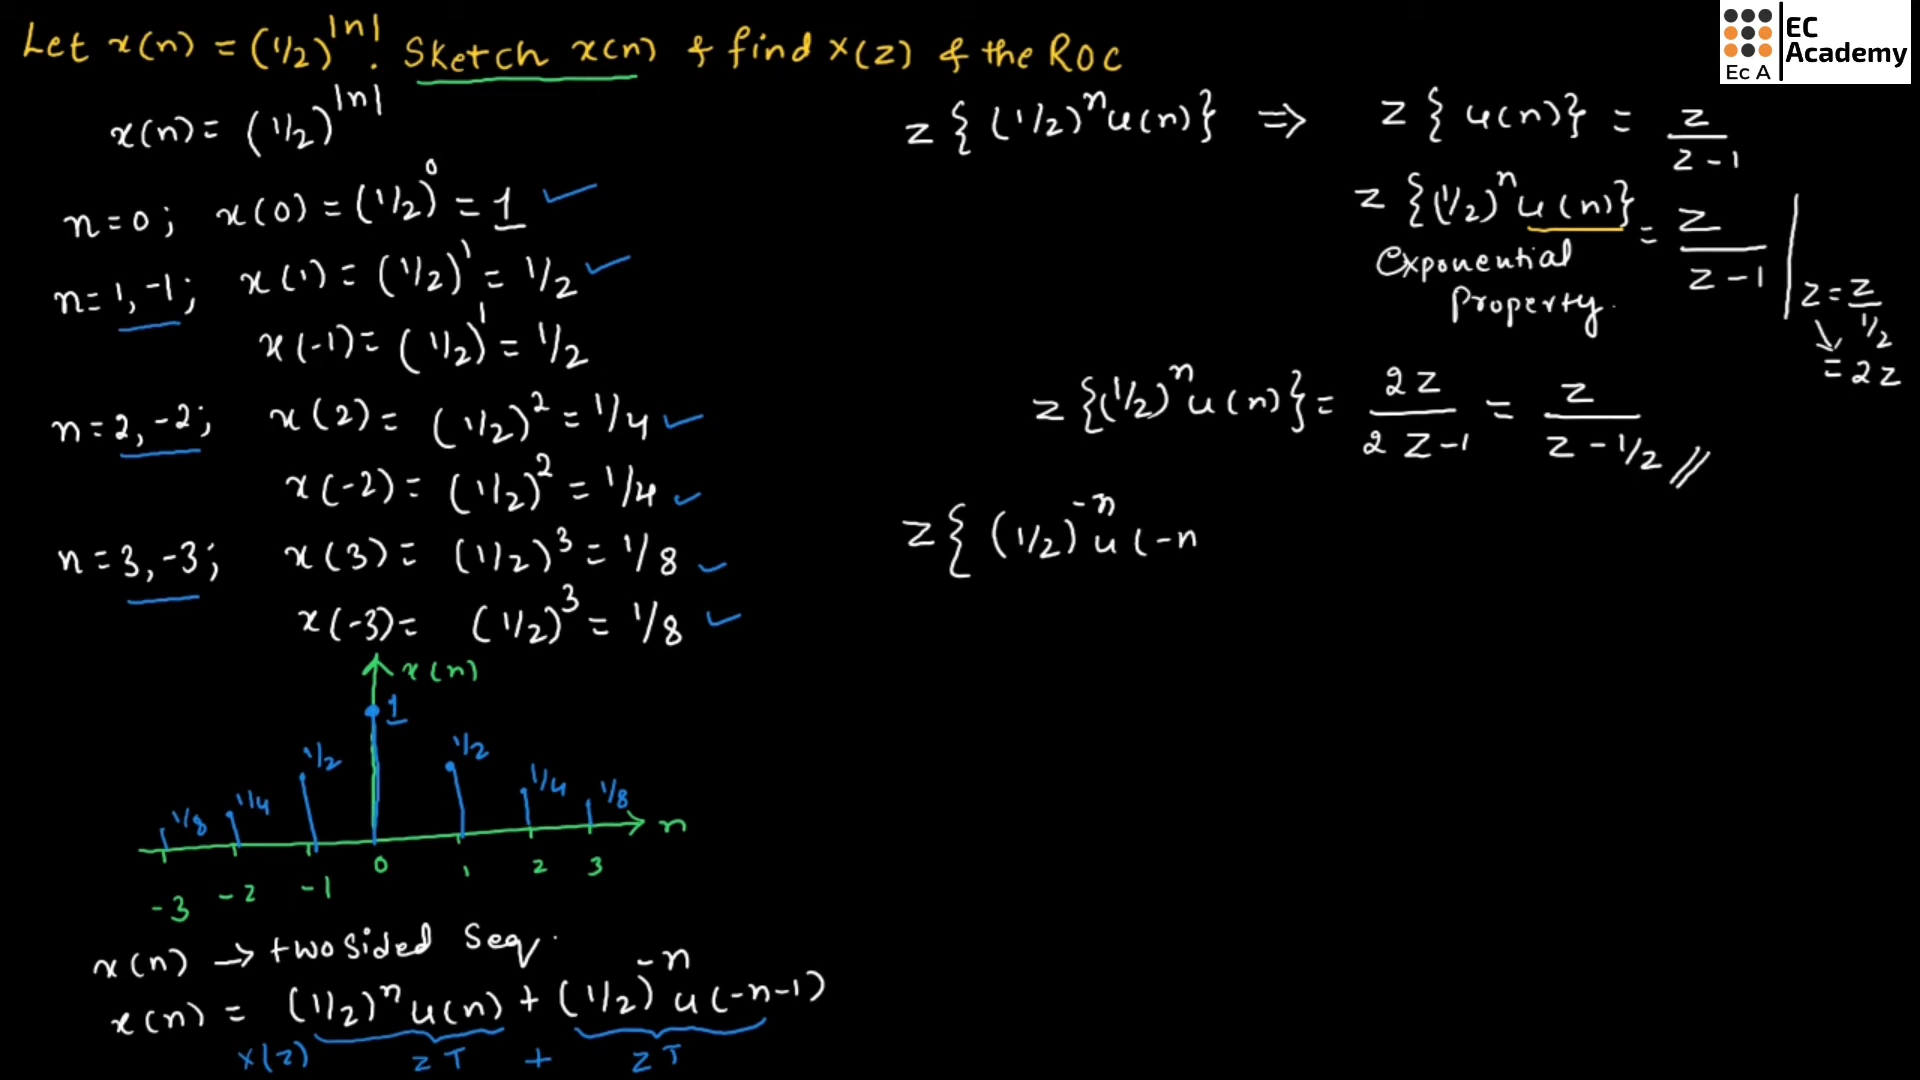 Let x(n) = (1/2)^|n|. Sketch x(n) & find X(z) & the ROC
EC
Academy
Ec A
x(n) = (1/2)^|n|
n=0; x(0) = (1/2)^0 = 1
n=1,-1; x(1) = (1/2)^1 = 1/2
x(-1) = (1/2)^1 = 1/2
n=2,-2; x(2) = (1/2)^2 = 1/4
x(-2) = (1/2)^2 = 1/4
n=3,-3; x(3) = (1/2)^3 = 1/8
x(-3) = (1/2)^3 = 1/8
x(n)
1
1/8 1/4 1/2 1/2 1/4 1/8
n
-3 -2 -1 0 1 2 3
x(n) → two sided Seq.
x(n) = (1/2)^n u(n) + (1/2)^-n u(-n-1)
X(z) ZT + ZT
z{(1/2)^n u(n)} ⇒ z{u(n)} = z/(z-1)
z{(1/2)^n u(n)} = z/(z-1) | z = z/(1/2)
= 2z
Exponential
Property.
z{(1/2)^n u(n)} = 2z/(2z-1) = z/(z-1/2) //
z{(1/2)^-n u(-n